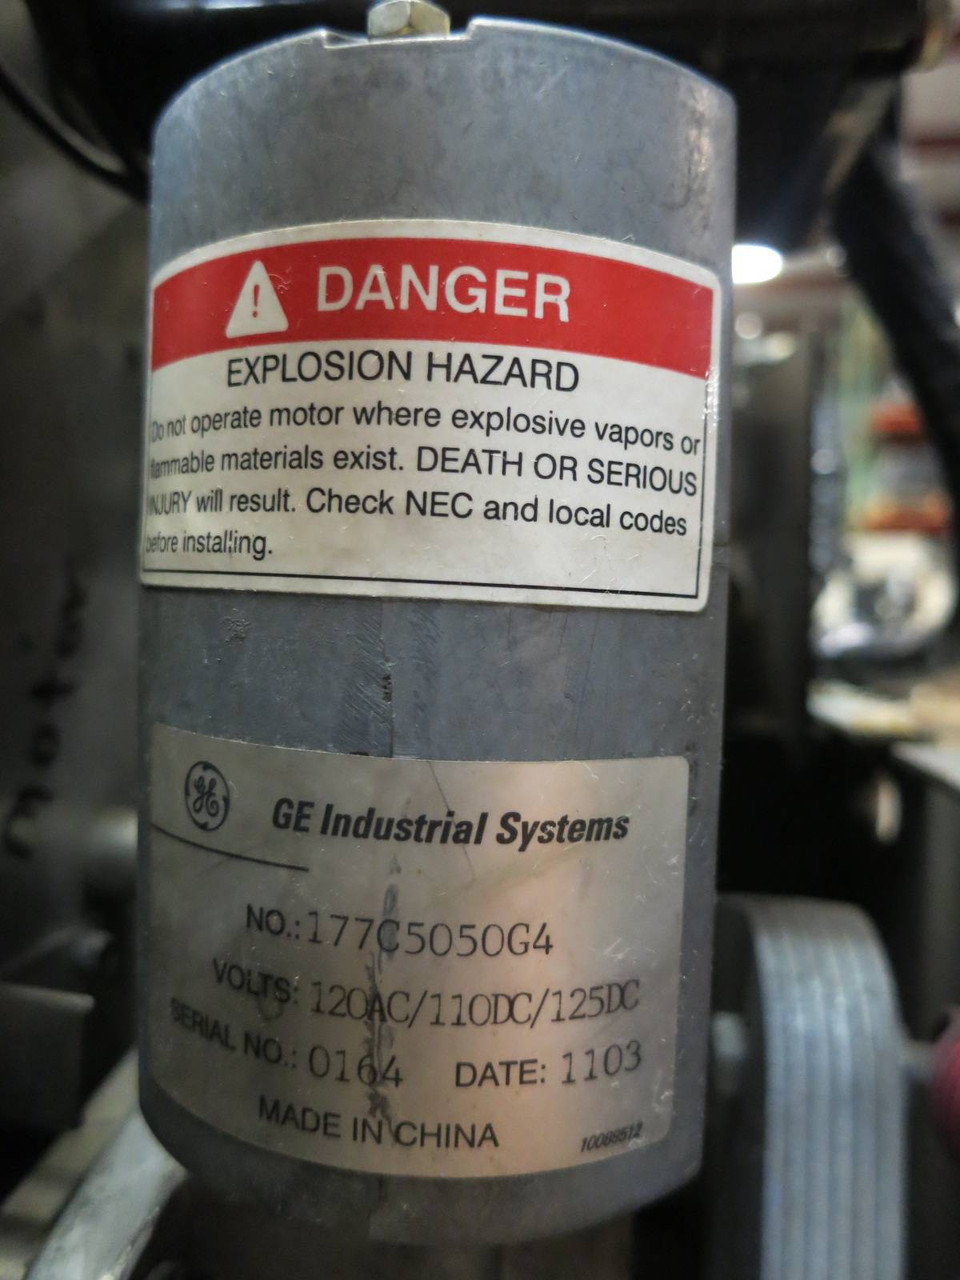 DANGER
EXPLOSION HAZARD
Do not operate motor where explosive vapors or
flammable materials exist. DEATH OR SERIOUS
INJURY will result. Check NEC and local codes
before installing.
GE
GE Industrial Systems
NO.: 177C5050G4
VOLTS: 120AC/110DC/125DC
SERIAL NO.: 0164 DATE: 1103
MADE IN CHINA
motor